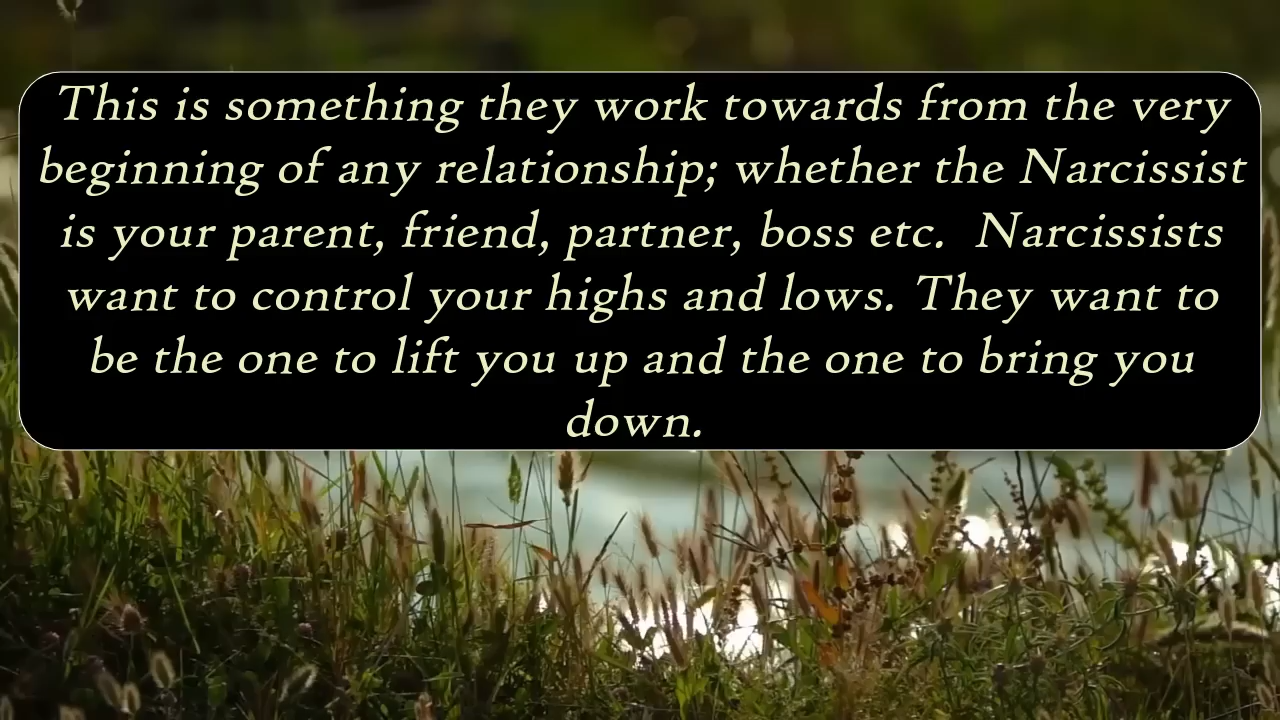 This is something they work towards from the very
beginning of any relationship; whether the Narcissist
is your parent, friend, partner, boss etc.  Narcissists
want to control your highs and lows. They want to
be the one to lift you up and the one to bring you
down.